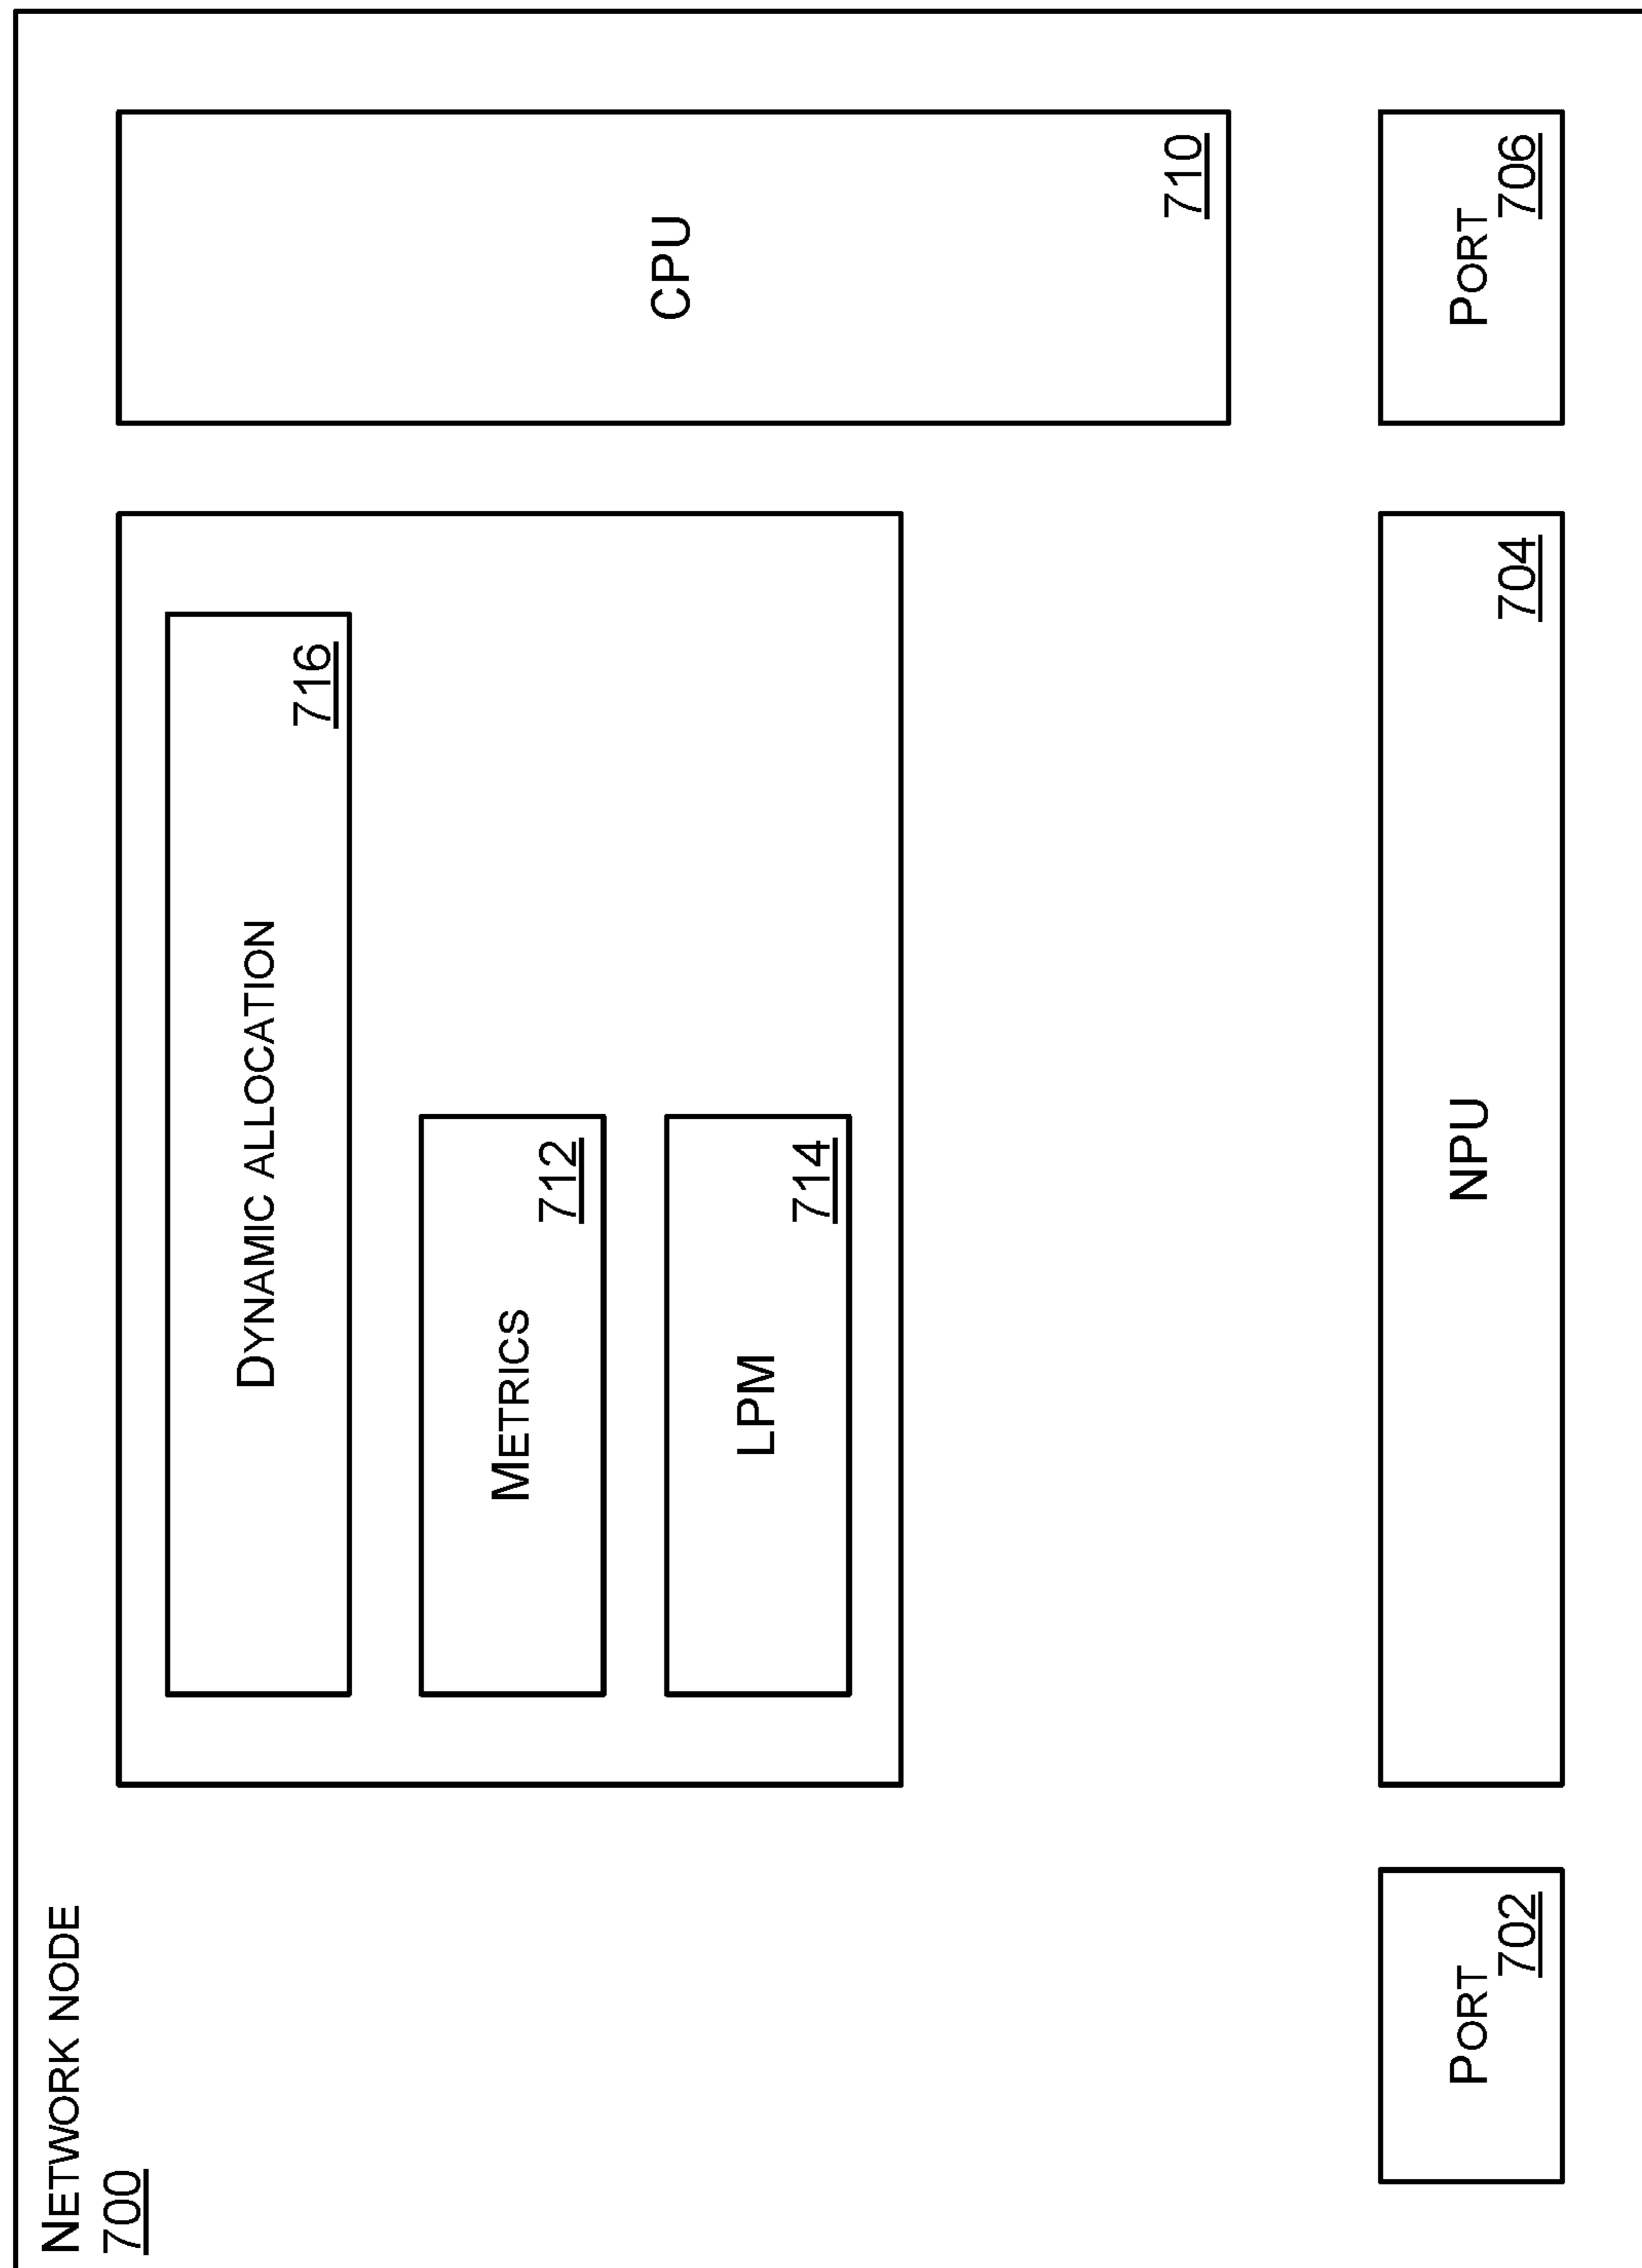 NETWORK NODE
700
DYNAMIC ALLOCATION
716
METRICS
712
LPM
714
CPU
710
PORT
702
NPU
704
PORT
706